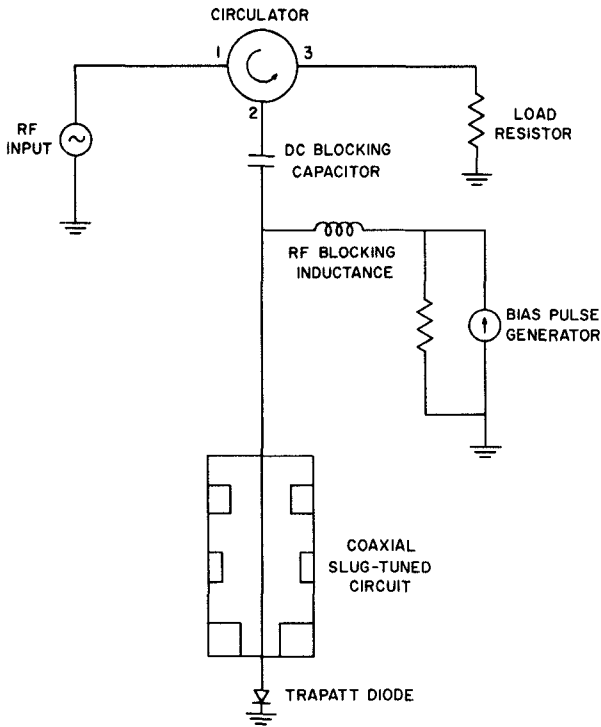 CIRCULATOR
1
3
2
RF
INPUT
LOAD
RESISTOR
DC BLOCKING
CAPACITOR
RF BLOCKING
INDUCTANCE
BIAS PULSE
GENERATOR
COAXIAL
SLUG-TUNED
CIRCUIT
TRAPATT DIODE